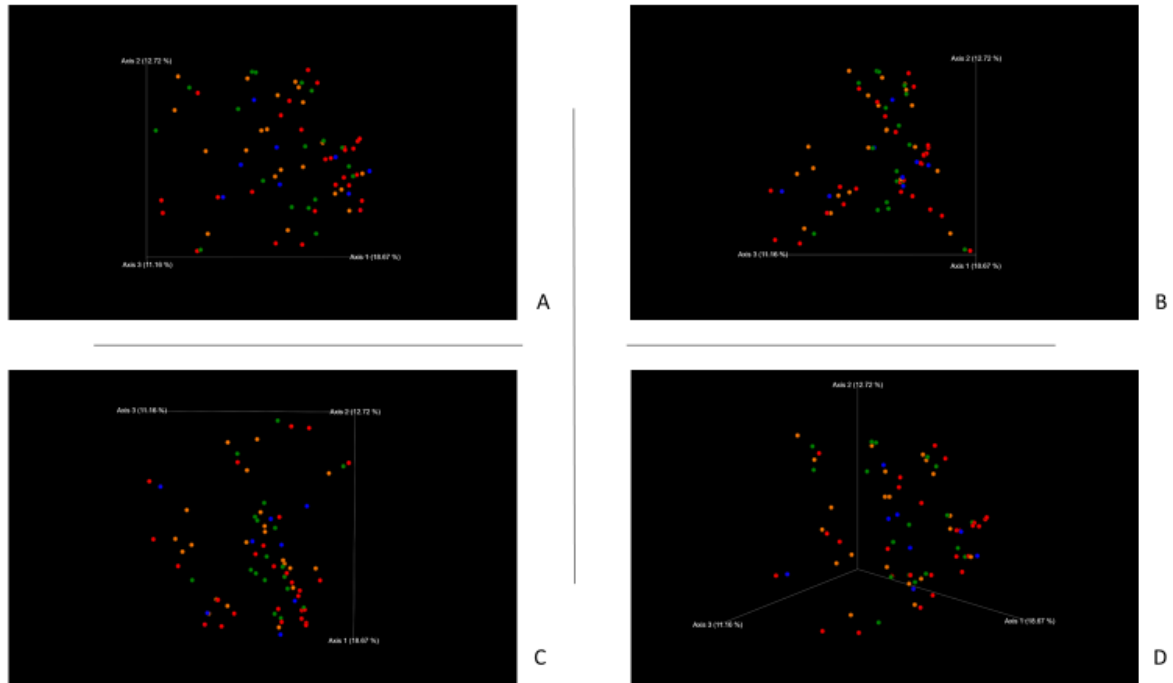 Axis 2 (12.72 %)
Axis 3 (11.16 %)
Axis 1 (18.67 %)
A
Axis 2 (12.72 %)
Axis 3 (11.16 %)
Axis 1 (18.67 %)
B
Axis 3 (11.16 %)
Axis 2 (12.72 %)
Axis 1 (18.67 %)
C
Axis 2 (12.72 %)
Axis 3 (11.16 %)
Axis 1 (18.67 %)
D